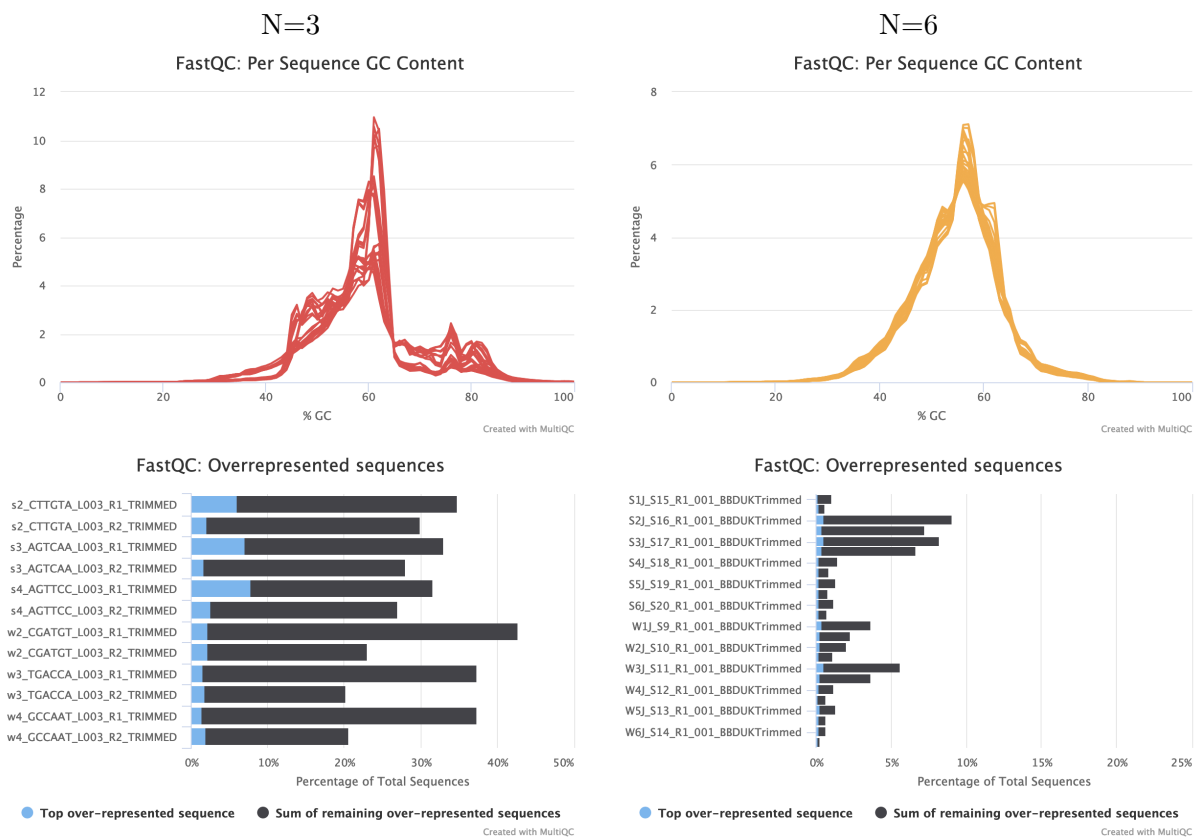 N=3
FastQC: Per Sequence GC Content
12
10
8
6
4
2
0
Percentage
0
20
40
60
80
100
% GC
Created with MultiQC
FastQC: Overrepresented sequences
s2_CTTGTA_L003_R1_TRIMMED
s2_CTTGTA_L003_R2_TRIMMED
s3_AGTCAA_L003_R1_TRIMMED
s3_AGTCAA_L003_R2_TRIMMED
s4_AGTTCC_L003_R1_TRIMMED
s4_AGTTCC_L003_R2_TRIMMED
w2_CGATGT_L003_R1_TRIMMED
w2_CGATGT_L003_R2_TRIMMED
w3_TGACCA_L003_R1_TRIMMED
w3_TGACCA_L003_R2_TRIMMED
w4_GCCAAT_L003_R1_TRIMMED
w4_GCCAAT_L003_R2_TRIMMED
0%
10%
20%
30%
40%
50%
Percentage of Total Sequences
Top over-represented sequence
Sum of remaining over-represented sequences
Created with MultiQC
N=6
FastQC: Per Sequence GC Content
8
6
4
2
0
Percentage
0
20
40
60
80
100
% GC
Created with MultiQC
FastQC: Overrepresented sequences
S1J_S15_R1_001_BBDUKTrimmed
S2J_S16_R1_001_BBDUKTrimmed
S3J_S17_R1_001_BBDUKTrimmed
S4J_S18_R1_001_BBDUKTrimmed
S5J_S19_R1_001_BBDUKTrimmed
S6J_S20_R1_001_BBDUKTrimmed
W1J_S9_R1_001_BBDUKTrimmed
W2J_S10_R1_001_BBDUKTrimmed
W3J_S11_R1_001_BBDUKTrimmed
W4J_S12_R1_001_BBDUKTrimmed
W5J_S13_R1_001_BBDUKTrimmed
W6J_S14_R1_001_BBDUKTrimmed
0%
5%
10%
15%
20%
25%
Percentage of Total Sequences
Top over-represented sequence
Sum of remaining over-represented sequences
Created with MultiQC